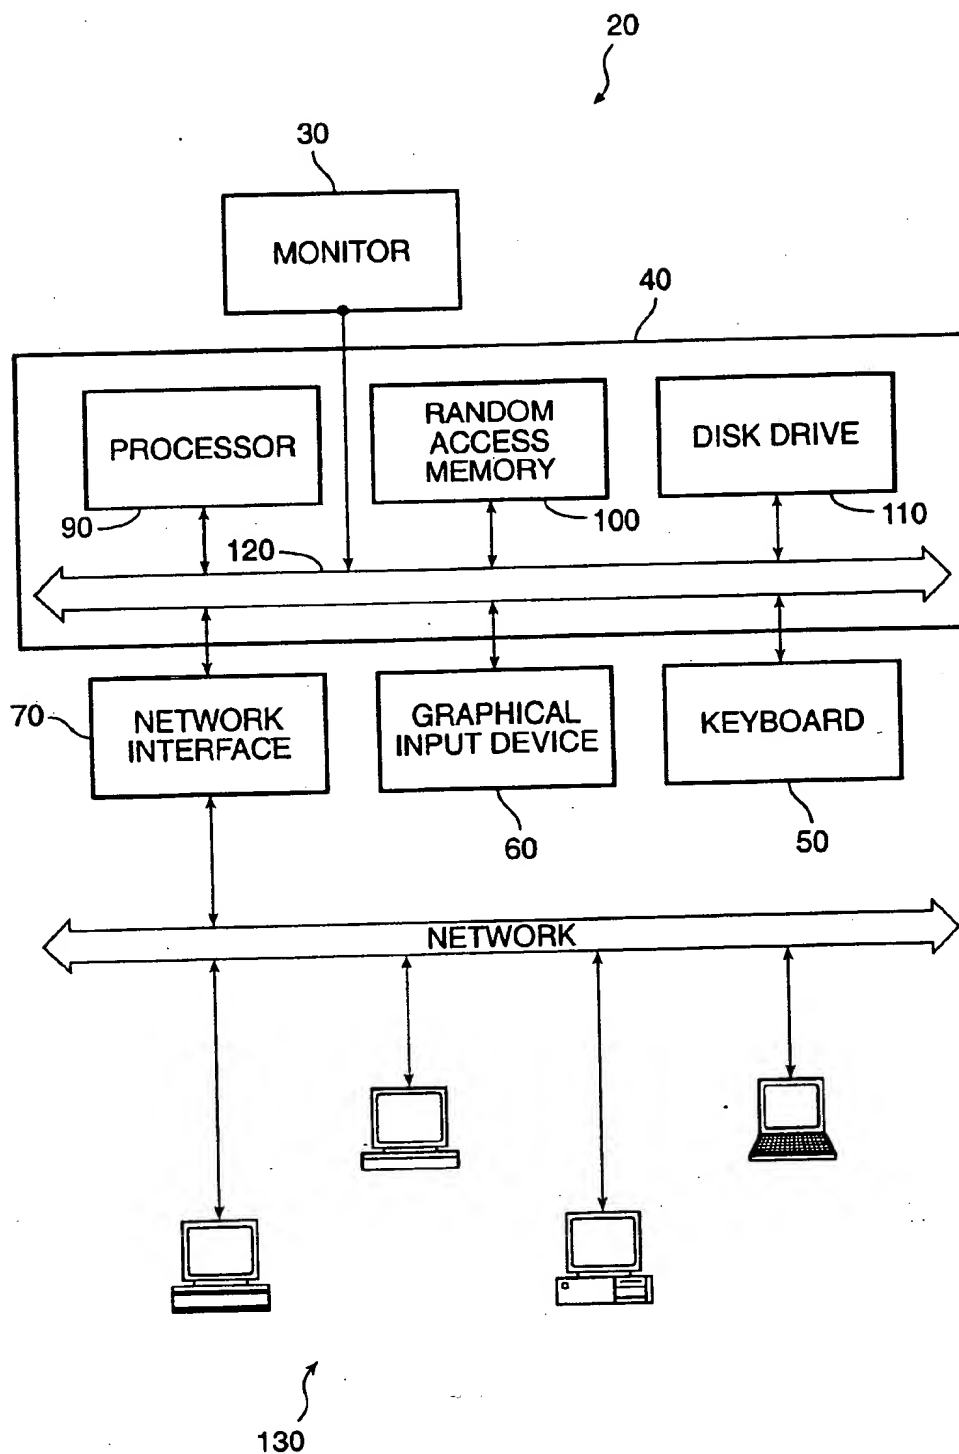 20
30
MONITOR
40
PROCESSOR
RANDOM
ACCESS
MEMORY
DISK DRIVE
90
100
110
120
70
NETWORK
INTERFACE
GRAPHICAL
INPUT DEVICE
KEYBOARD
60
50
NETWORK
130